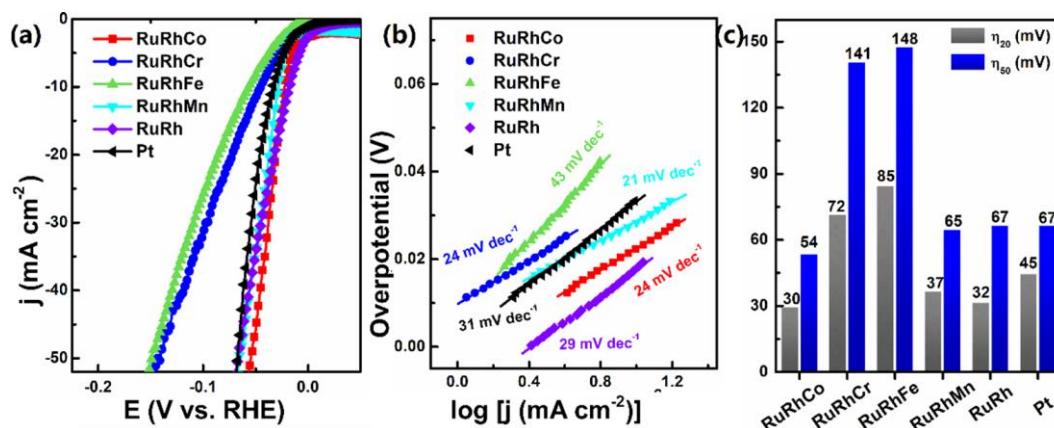 (a)
RuRhCo
RuRhCr
RuRhFe
RuRhMn
RuRh
Pt
j (mA cm⁻²)
0
-10
-20
-30
-40
-50
-0.2
-0.1
0.0
E (V vs. RHE)
(b)
RuRhCo
RuRhCr
RuRhFe
RuRhMn
RuRh
Pt
Overpotential (V)
0.06
0.04
0.02
0.00
43 mV dec⁻¹
21 mV dec⁻¹
24 mV dec⁻¹
24 mV dec⁻¹
31 mV dec⁻¹
29 mV dec⁻¹
0.0
0.4
0.8
1.2
log [j (mA cm⁻²)]
(c)
η₂₀ (mV)
η₅₀ (mV)
150
120
90
60
30
0
30
54
72
141
85
148
37
65
32
67
45
67
RuRhCo
RuRhCr
RuRhFe
RuRhMn
RuRh
Pt